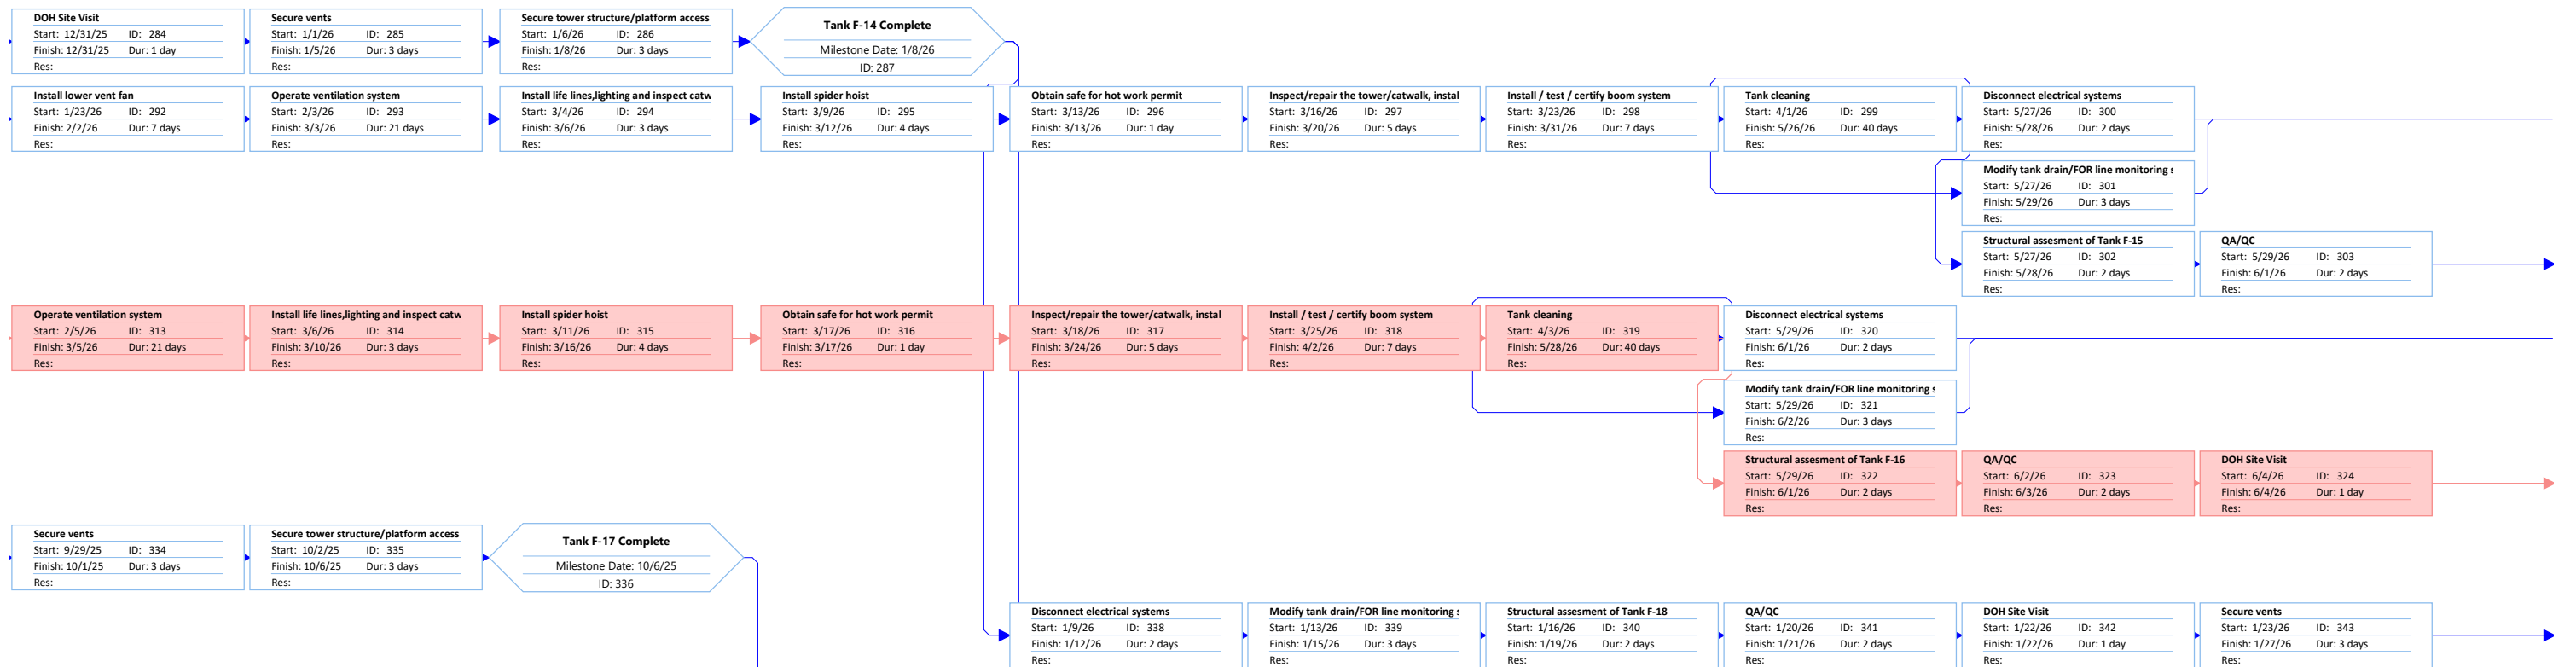 DOH Site Visit
Start: 12/31/25 ID: 284
Finish: 12/31/25 Dur: 1 day
Res:
Secure vents
Start: 1/1/26 ID: 285
Finish: 1/5/26 Dur: 3 days
Res:
Secure tower structure/platform access
Start: 1/6/26 ID: 286
Finish: 1/8/26 Dur: 3 days
Res:
Tank F-14 Complete
Milestone Date: 1/8/26
ID: 287
Install lower vent fan
Start: 1/23/26 ID: 292
Finish: 2/2/26 Dur: 7 days
Res:
Operate ventilation system
Start: 2/3/26 ID: 293
Finish: 3/3/26 Dur: 21 days
Res:
Install life lines,lighting and inspect catw
Start: 3/4/26 ID: 294
Finish: 3/6/26 Dur: 3 days
Res:
Install spider hoist
Start: 3/9/26 ID: 295
Finish: 3/12/26 Dur: 4 days
Res:
Obtain safe for hot work permit
Start: 3/13/26 ID: 296
Finish: 3/13/26 Dur: 1 day
Res:
Inspect/repair the tower/catwalk, instal
Start: 3/16/26 ID: 297
Finish: 3/20/26 Dur: 5 days
Res:
Install / test / certify boom system
Start: 3/23/26 ID: 298
Finish: 3/31/26 Dur: 7 days
Res:
Tank cleaning
Start: 4/1/26 ID: 299
Finish: 5/26/26 Dur: 40 days
Res:
Disconnect electrical systems
Start: 5/27/26 ID: 300
Finish: 5/28/26 Dur: 2 days
Res:
Modify tank drain/FOR line monitoring s
Start: 5/27/26 ID: 301
Finish: 5/29/26 Dur: 3 days
Res:
Structural assesment of Tank F-15
Start: 5/27/26 ID: 302
Finish: 5/28/26 Dur: 2 days
Res:
QA/QC
Start: 5/29/26 ID: 303
Finish: 6/1/26 Dur: 2 days
Res:
Operate ventilation system
Start: 2/5/26 ID: 313
Finish: 3/5/26 Dur: 21 days
Res:
Install life lines,lighting and inspect catw
Start: 3/6/26 ID: 314
Finish: 3/10/26 Dur: 3 days
Res:
Install spider hoist
Start: 3/11/26 ID: 315
Finish: 3/16/26 Dur: 4 days
Res:
Obtain safe for hot work permit
Start: 3/17/26 ID: 316
Finish: 3/17/26 Dur: 1 day
Res:
Inspect/repair the tower/catwalk, instal
Start: 3/18/26 ID: 317
Finish: 3/24/26 Dur: 5 days
Res:
Install / test / certify boom system
Start: 3/25/26 ID: 318
Finish: 4/2/26 Dur: 7 days
Res:
Tank cleaning
Start: 4/3/26 ID: 319
Finish: 5/28/26 Dur: 40 days
Res:
Disconnect electrical systems
Start: 5/29/26 ID: 320
Finish: 6/1/26 Dur: 2 days
Res:
Modify tank drain/FOR line monitoring s
Start: 5/29/26 ID: 321
Finish: 6/2/26 Dur: 3 days
Res:
Structural assesment of Tank F-16
Start: 5/29/26 ID: 322
Finish: 6/1/26 Dur: 2 days
Res:
QA/QC
Start: 6/2/26 ID: 323
Finish: 6/3/26 Dur: 2 days
Res:
DOH Site Visit
Start: 6/4/26 ID: 324
Finish: 6/4/26 Dur: 1 day
Res:
Secure vents
Start: 9/29/25 ID: 334
Finish: 10/1/25 Dur: 3 days
Res:
Secure tower structure/platform access
Start: 10/2/25 ID: 335
Finish: 10/6/25 Dur: 3 days
Res:
Tank F-17 Complete
Milestone Date: 10/6/25
ID: 336
Disconnect electrical systems
Start: 1/9/26 ID: 338
Finish: 1/12/26 Dur: 2 days
Res:
Modify tank drain/FOR line monitoring s
Start: 1/13/26 ID: 339
Finish: 1/15/26 Dur: 3 days
Res:
Structural assesment of Tank F-18
Start: 1/16/26 ID: 340
Finish: 1/19/26 Dur: 2 days
Res:
QA/QC
Start: 1/20/26 ID: 341
Finish: 1/21/26 Dur: 2 days
Res:
DOH Site Visit
Start: 1/22/26 ID: 342
Finish: 1/22/26 Dur: 1 day
Res:
Secure vents
Start: 1/23/26 ID: 343
Finish: 1/27/26 Dur: 3 days
Res: